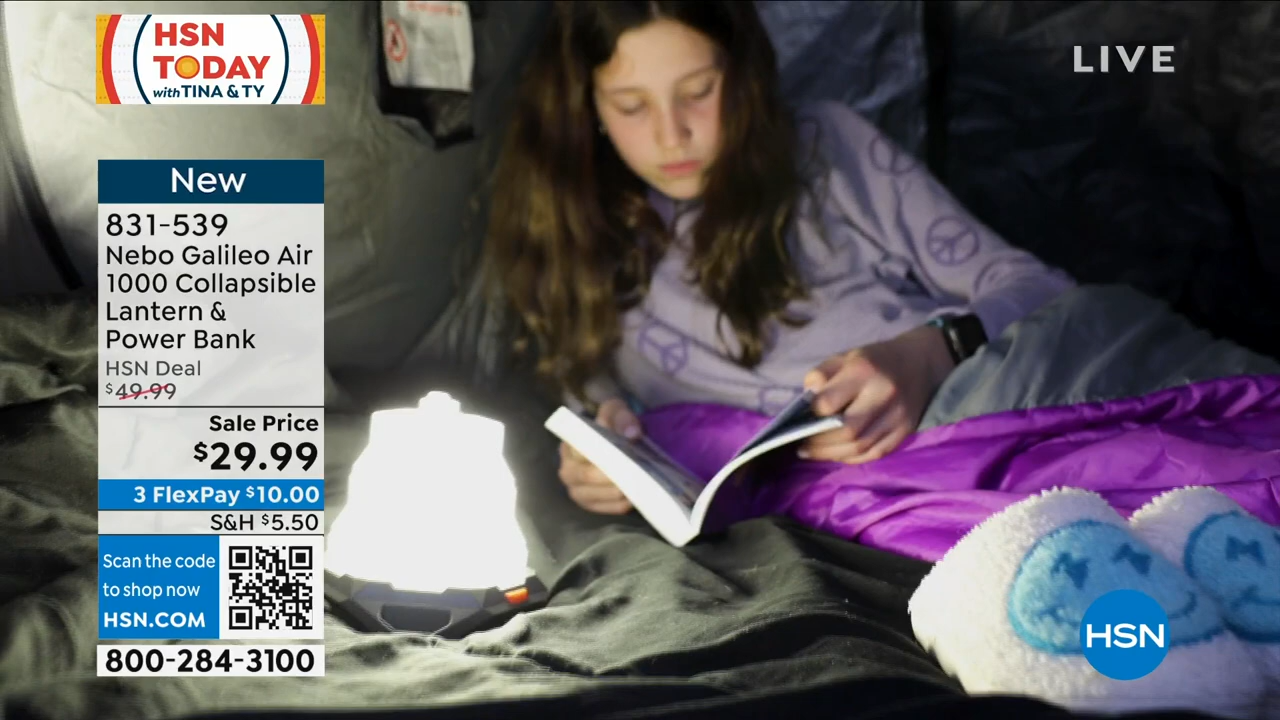 HSN
TODAY
with TINA & TY
LIVE
New
831-539
Nebo Galileo Air
1000 Collapsible
Lantern &
Power Bank
HSN Deal
$49.99
Sale Price
$29.99
3 FlexPay $10.00
S&H $5.50
Scan the code
to shop now
HSN.COM
800-284-3100
HSN